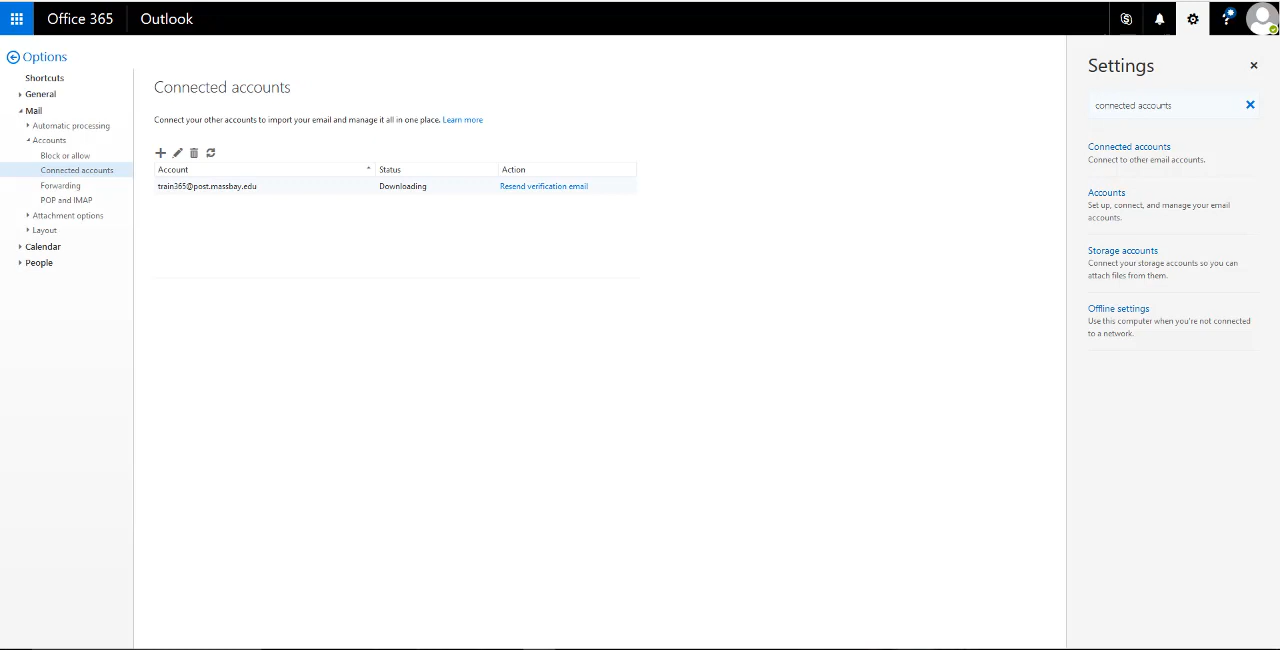 Office 365 Outlook
Options
Shortcuts
General
Mail
Automatic processing
Accounts
Block or allow
Connected accounts
Forwarding
POP and IMAP
Attachment options
Layout
Calendar
People
Connected accounts
Connect your other accounts to import your email and manage it all in one place. Learn more
Account Status Action
train365@post.massbay.edu Downloading Resend verification email
Settings
connected accounts
Connected accounts
Connect to other email accounts.
Accounts
Set up, connect, and manage your email
accounts.
Storage accounts
Connect your storage accounts so you can
attach files from them.
Offline settings
Use this computer when you're not connected
to a network.